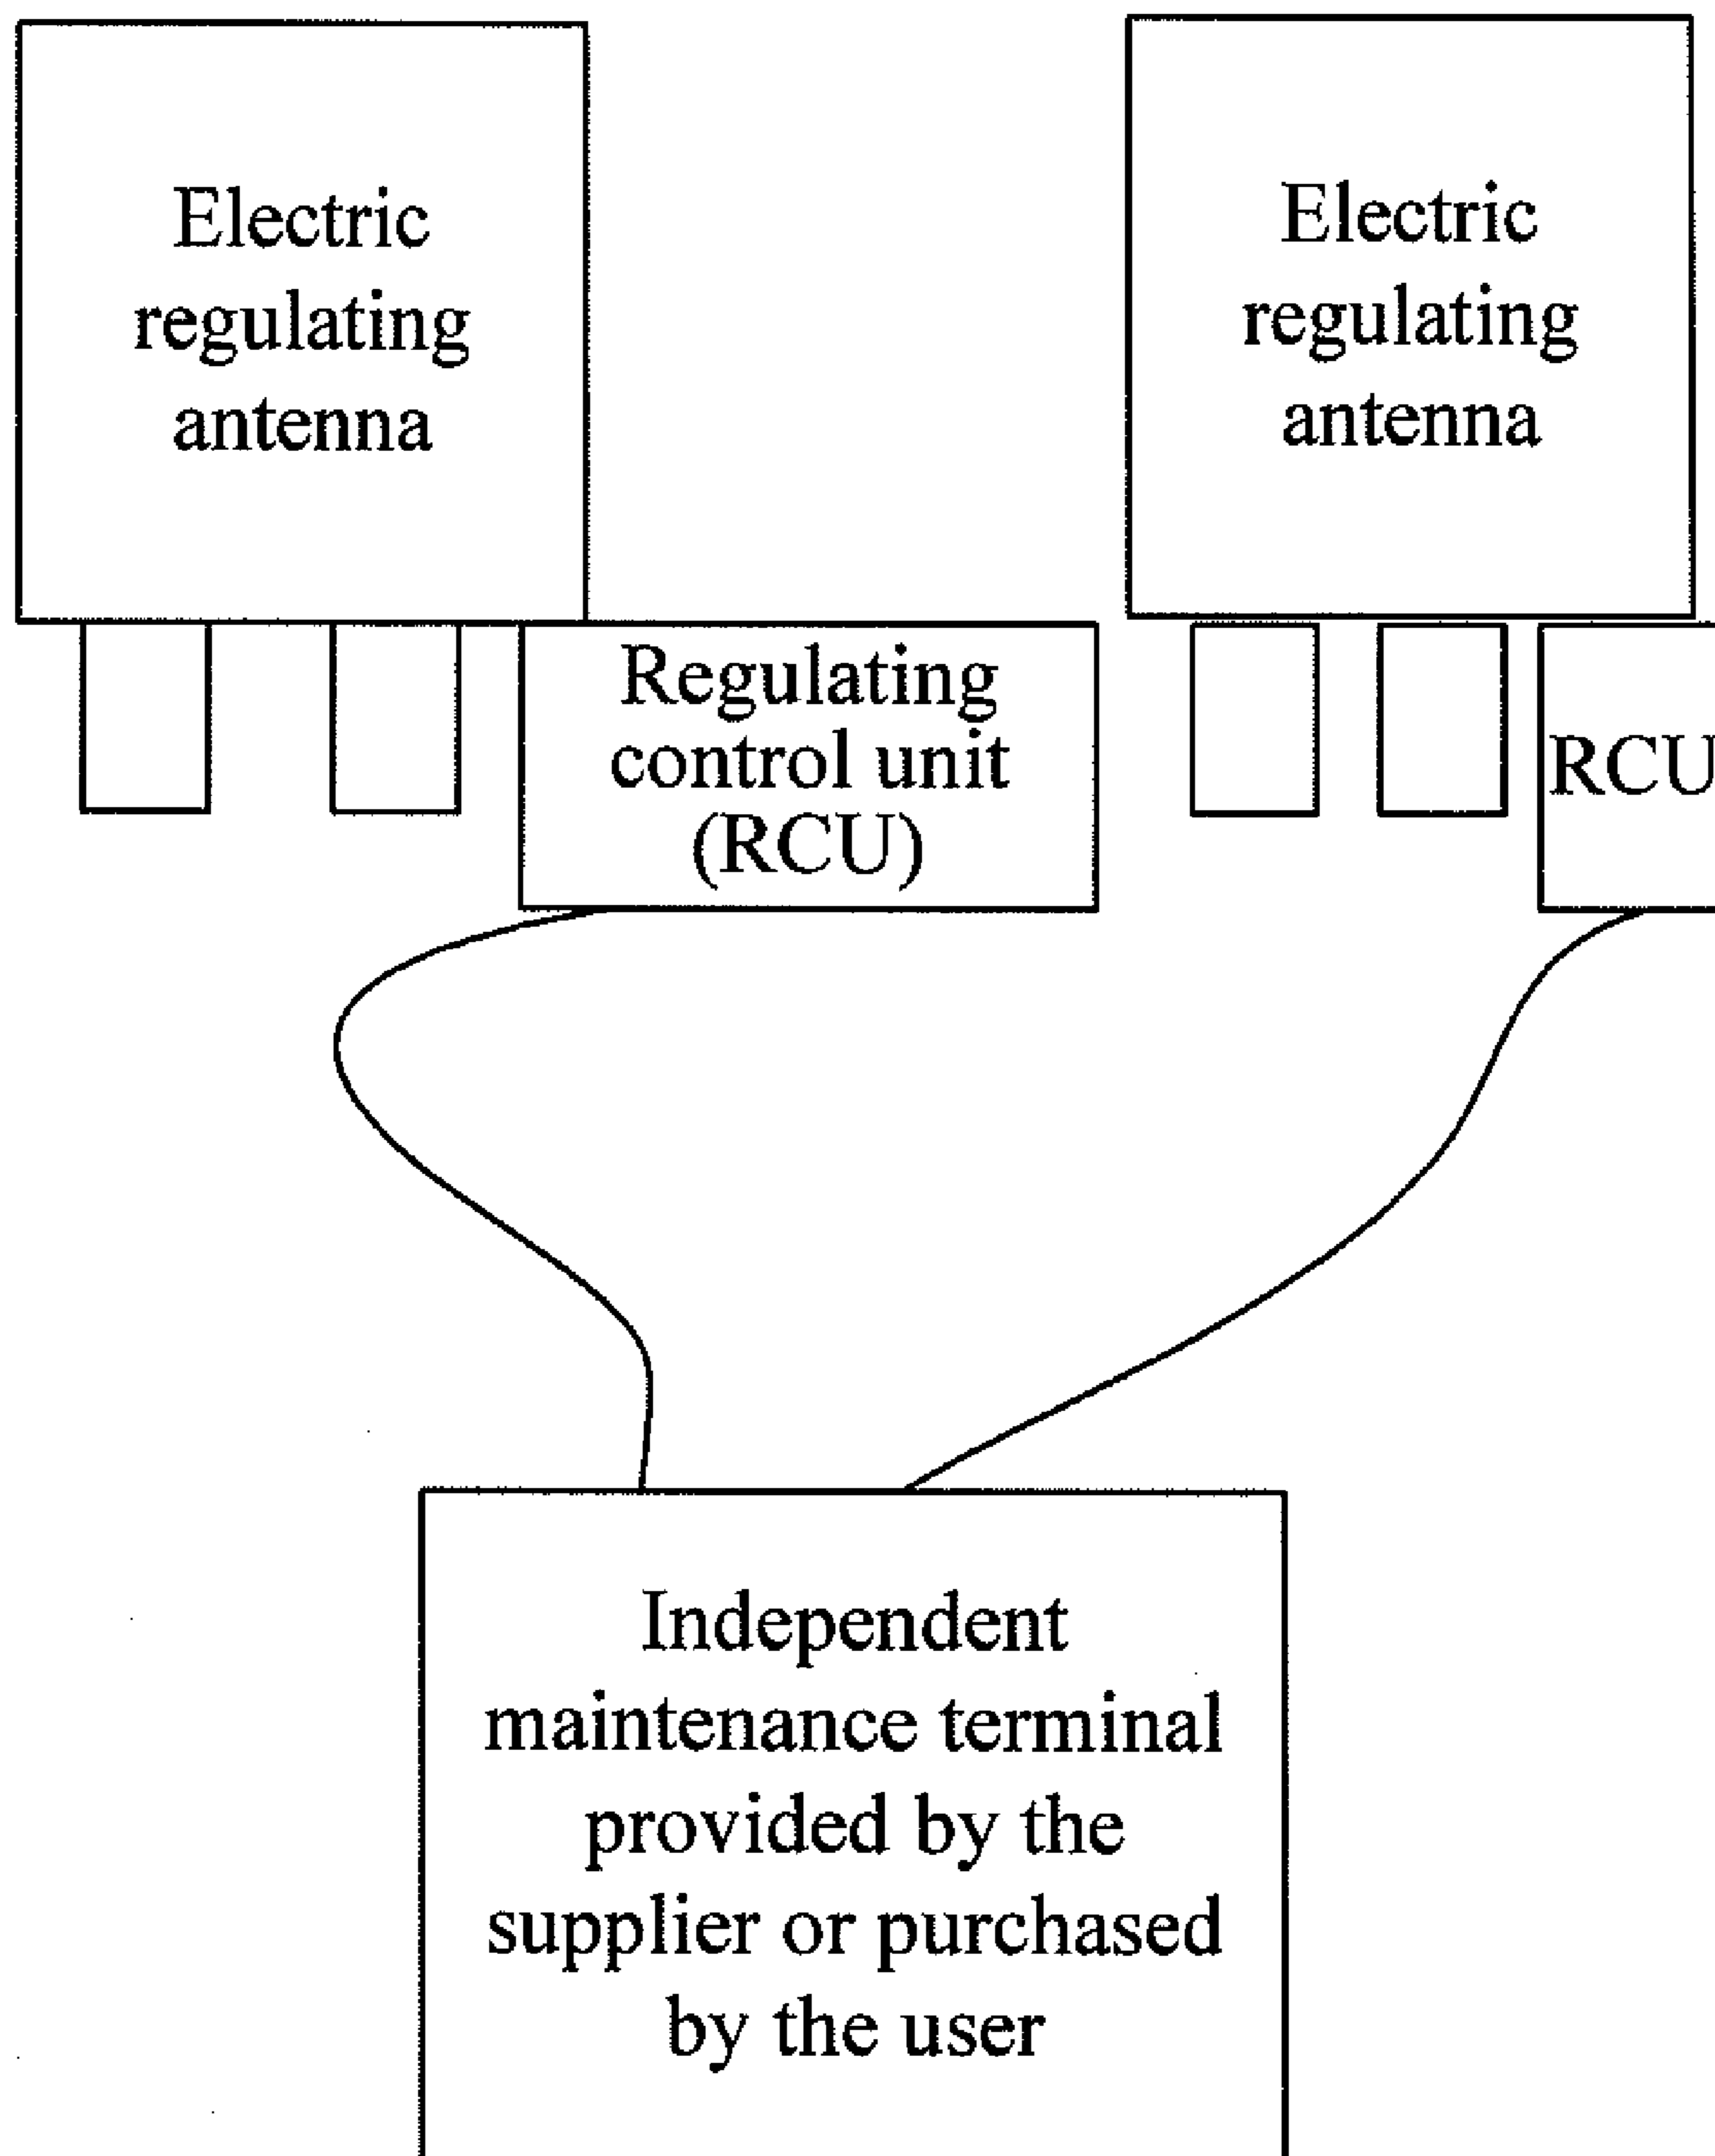 Electric
regulating
antenna
Electric
regulating
antenna
Regulating
control unit
(RCU)
RCU
Independent
maintenance terminal
provided by the
supplier or purchased
by the user